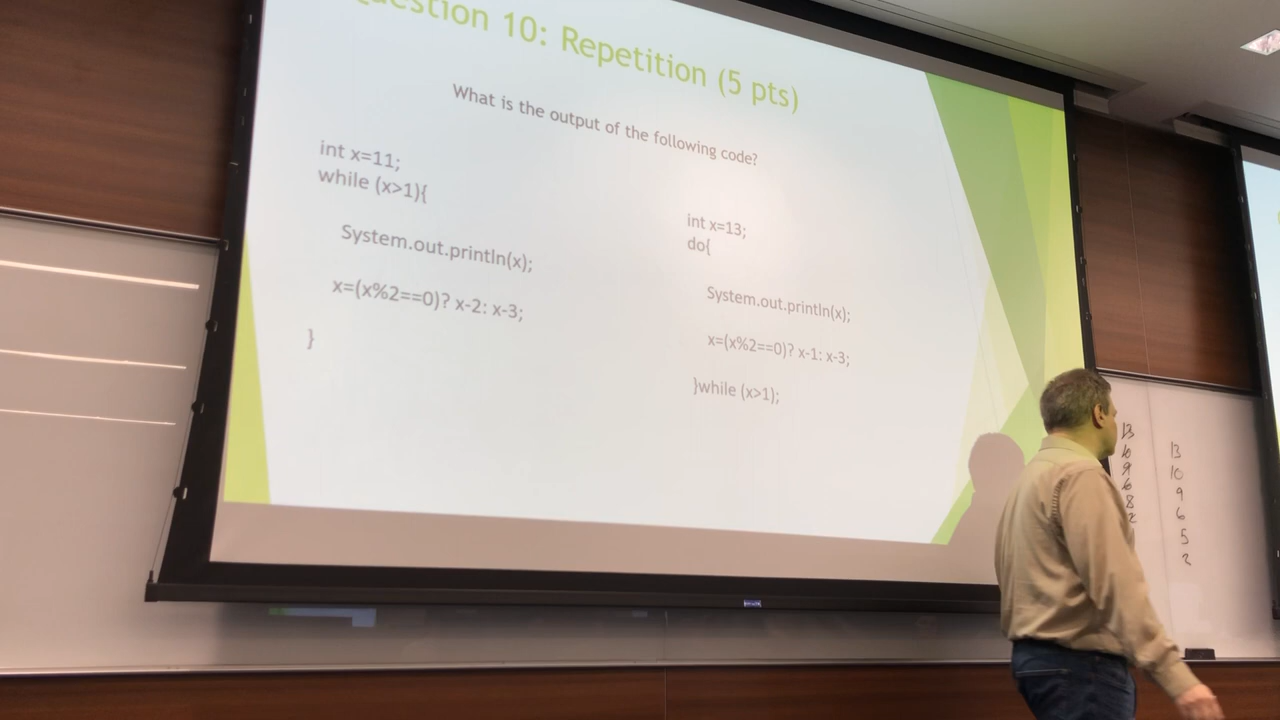 uestion 10: Repetition (5 pts)
What is the output of the following code?
int x=11;
while (x>1){
System.out.println(x);
x=(x%2==0)? x-2: x-3;
}
int x=13;
do{
System.out.println(x);
x=(x%2==0)? x-1: x-3;
}while (x>1);
13
10
9
6
8
2
13
10
9
6
5
2